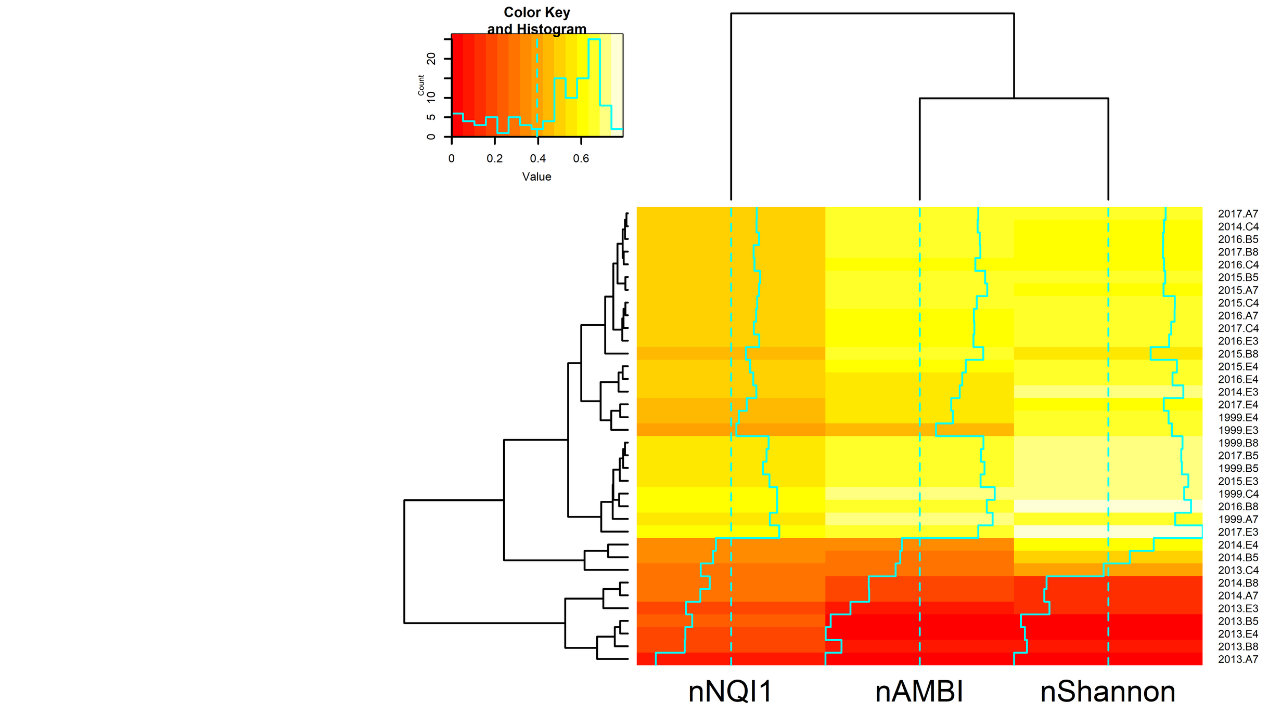 Color Key
and Histogram
Count
0 5 10 20
0 0.2 0.4 0.6
Value
2017.A7
2014.C4
2016.B5
2017.B8
2016.C4
2015.B5
2015.A7
2015.C4
2016.A7
2017.C4
2016.E3
2015.B8
2015.E4
2016.E4
2014.E3
2017.E4
1999.E4
1999.E3
1999.B8
2017.B5
1999.B5
2015.E3
1999.C4
2016.B8
1999.A7
2017.E3
2014.E4
2014.B5
2013.C4
2014.B8
2014.A7
2013.E3
2013.B5
2013.E4
2013.B8
2013.A7
nNQI1 nAMBI nShannon